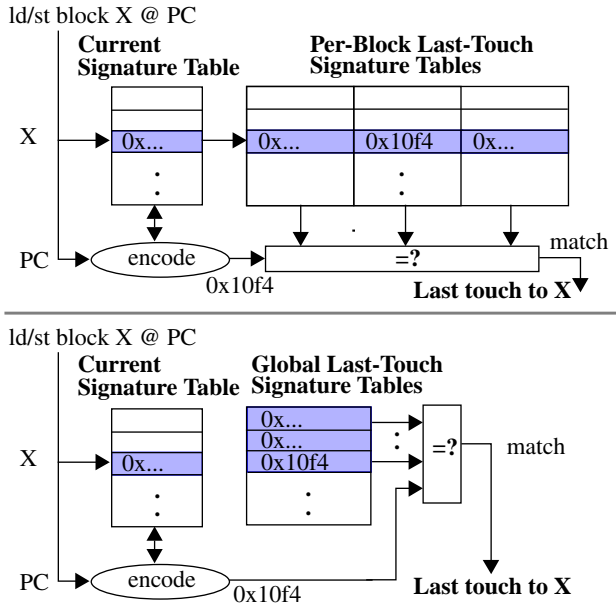 ld/st block X @ PC
Current
Signature Table
Per-Block Last-Touch
Signature Tables
X
0x...
0x...
0x10f4
0x...
PC
encode
0x10f4
=?
match
Last touch to X
ld/st block X @ PC
Current
Signature Table
Global Last-Touch
Signature Tables
0x...
0x...
X
0x...
0x10f4
=?
match
PC
encode
0x10f4
Last touch to X